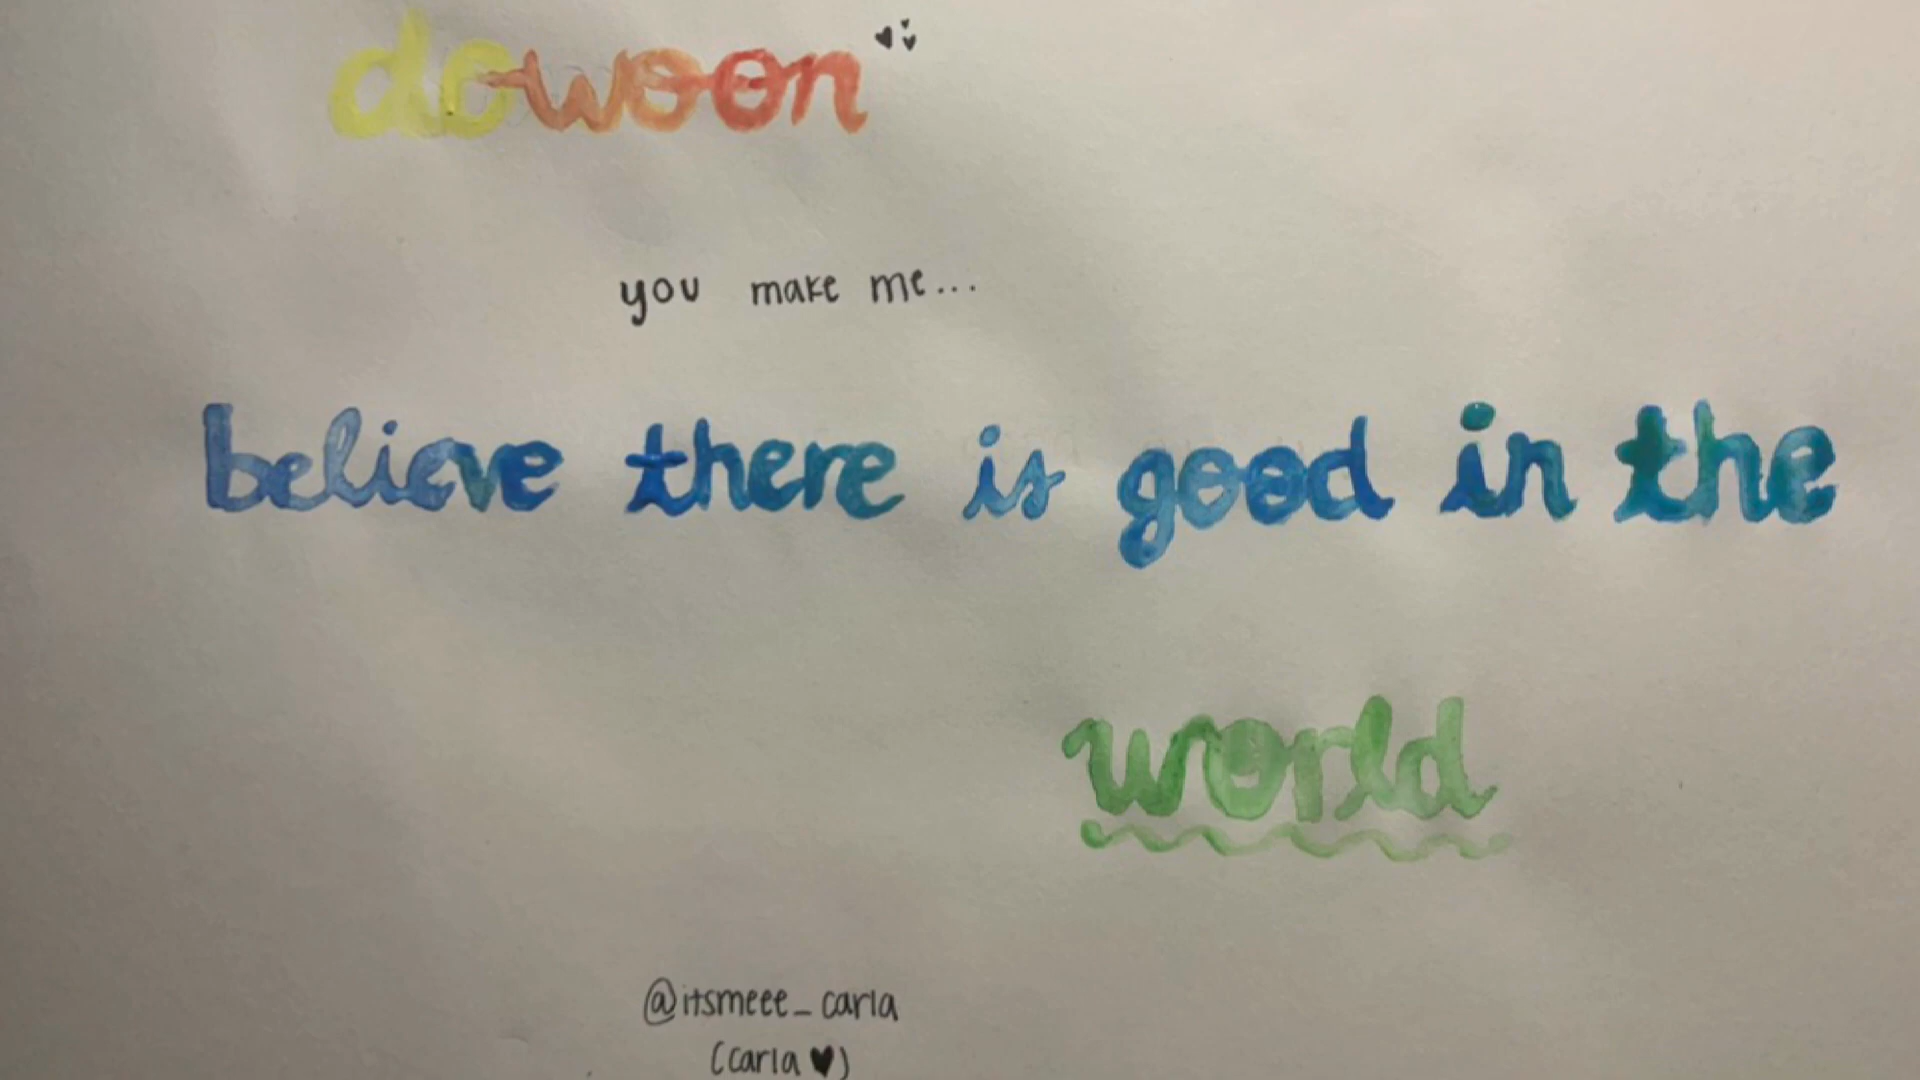 dowoon
you make me...
believe there is good in the
world
@itsmeee_carla
(carla ♥)